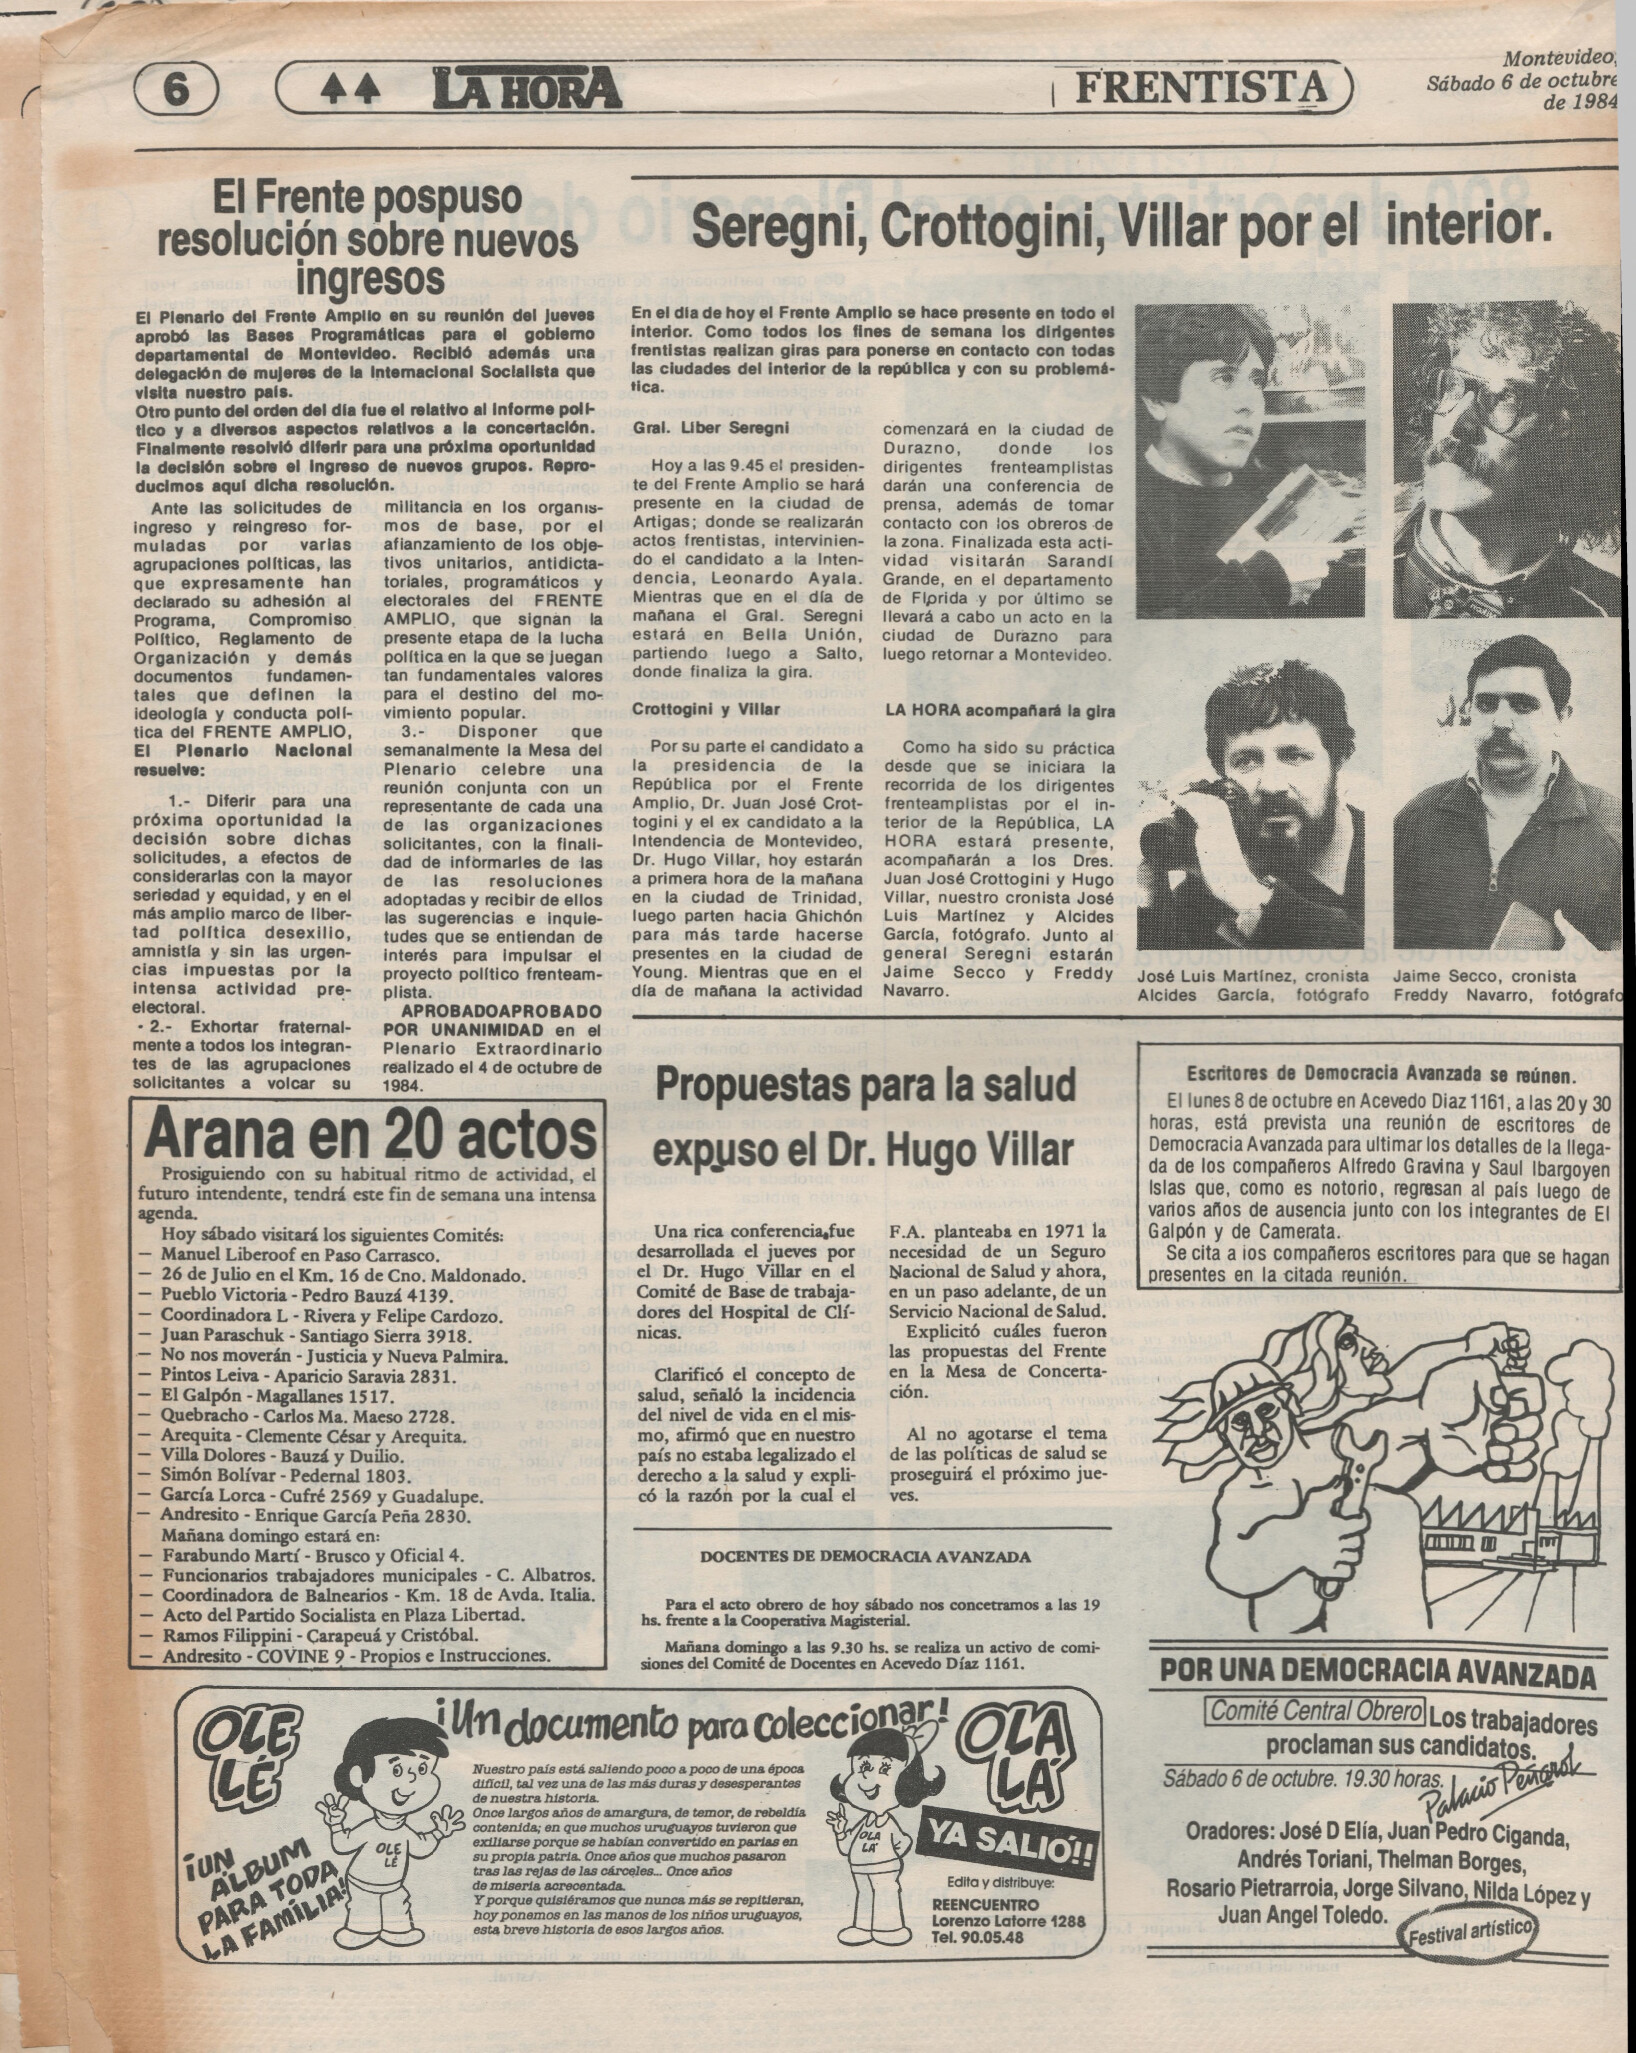 6
LA HORA
FRENTISTA
Montevideo,
Sábado 6 de octubre
de 1984
El Frente pospuso
resolución sobre nuevos
ingresos
El Plenario del Frente Amplio en su reunión del jueves
aprobó las Bases Programáticas para el gobierno
departamental de Montevideo. Recibió además una
delegación de mujeres de la Internacional Socialista que
visita nuestro país.
Otro punto del orden del día fue el relativo al informe polí-
tico y a diversos aspectos relativos a la concertación.
Finalmente resolvió diferir para una próxima oportunidad
la decisión sobre el ingreso de nuevos grupos. Repro-
ducimos aquí dicha resolución.
Ante las solicitudes de
ingreso y reingreso for-
muladas por varias
agrupaciones políticas, las
que expresamente han
declarado su adhesión al
Programa, Compromiso
Político, Reglamento de
Organización y demás
documentos fundamen-
tales que definen la
ideología y conducta polí-
tica del FRENTE AMPLIO,
El Plenario Nacional
resuelve:
1.- Diferir para una
próxima oportunidad la
decisión sobre dichas
solicitudes, a efectos de
considerarlas con la mayor
seriedad y equidad, y en el
más amplio marco de liber-
tad política desexilio,
amnistía y sin las urgen-
cias impuestas por la
intensa actividad pre-
electoral.
2.- Exhortar fraternal-
mente a todos los integran-
tes de las agrupaciones
solicitantes a volcar su
militancia en los organis-
mos de base, por el
afianzamiento de los obje-
tivos unitarios, antidicta-
toriales, programáticos y
electorales del FRENTE
AMPLIO, que signan la
presente etapa de la lucha
política en la que se juegan
tan fundamentales valores
para el destino del mo-
vimiento popular.
3.- Disponer que
semanalmente la Mesa del
Plenario celebre una
reunión conjunta con un
representante de cada una
de las organizaciones
solicitantes, con la finali-
dad de informarles de las
de las resoluciones
adoptadas y recibir de ellos
las sugerencias e inquie-
tudes que se entiendan de
interés para impulsar el
proyecto político frenteam-
plista.
APROBADOAPROBADO
POR UNANIMIDAD en el
Plenario Extraordinario
realizado el 4 de octubre de
1984.
Seregni, Crottogini, Villar por el interior.
En el día de hoy el Frente Amplio se hace presente en todo el
interior. Como todos los fines de semana los dirigentes
frentistas realizan giras para ponerse en contacto con todas
las ciudades del interior de la república y con su problemá-
tica.
Gral. Liber Seregni
Hoy a las 9.45 el presiden-
te del Frente Amplio se hará
presente en la ciudad de
Artigas; donde se realizarán
actos frentistas, intervinien-
do el candidato a la Inten-
dencia, Leonardo Ayala.
Mientras que en el día de
mañana el Gral. Seregni
estará en Bella Unión,
partiendo luego a Salto,
donde finaliza la gira.
Crottogini y Villar
Por su parte el candidato a
la presidencia de la
República por el Frente
Amplio, Dr. Juan José Crot-
togini y el ex candidato a la
Intendencia de Montevideo,
Dr. Hugo Villar, hoy estarán
a primera hora de la mañana
en la ciudad de Trinidad,
luego parten hacia Ghichón
para más tarde hacerse
presentes en la ciudad de
Young. Mientras que en el
día de mañana la actividad
comenzará en la ciudad de
Durazno, donde los
dirigentes frenteamplistas
darán una conferencia de
prensa, además de tomar
contacto con los obreros de
la zona. Finalizada esta acti-
vidad visitarán Sarandí
Grande, en el departamento
de Florida y por último se
llevará a cabo un acto en la
ciudad de Durazno para
luego retornar a Montevideo.
LA HORA acompañará la gira
Como ha sido su práctica
desde que se iniciara la
recorrida de los dirigentes
frenteamplistas por el in-
terior de la República, LA
HORA estará presente,
acompañarán a los Dres.
Juan José Crottogini y Hugo
Villar, nuestro cronista José
Luis Martínez y Alcides
García, fotógrafo. Junto al
general Seregni estarán
Jaime Secco y Freddy
Navarro.
José Luis Martínez, cronista
Alcides García, fotógrafo
Jaime Secco, cronista
Freddy Navarro, fotógrafo
Arana en 20 actos
Prosiguiendo con su habitual ritmo de actividad, el
futuro intendente, tendrá este fin de semana una intensa
agenda.
Hoy sábado visitará los siguientes Comités:
— Manuel Liberoof en Paso Carrasco.
— 26 de Julio en el Km. 16 de Cno. Maldonado.
— Pueblo Victoria - Pedro Bauzá 4139.
— Coordinadora L - Rivera y Felipe Cardozo.
— Juan Paraschuk - Santiago Sierra 3918.
— No nos moverán - Justicia y Nueva Palmira.
— Pintos Leiva - Aparicio Saravia 2831.
— El Galpón - Magallanes 1517.
— Quebracho - Carlos Ma. Maeso 2728.
— Arequita - Clemente César y Arequita.
— Villa Dolores - Bauzá y Duilio.
— Simón Bolívar - Pedernal 1803.
— García Lorca - Cufré 2569 y Guadalupe.
— Andresito - Enrique García Peña 2830.
Mañana domingo estará en:
— Farabundo Martí - Brusco y Oficial 4.
— Funcionarios trabajadores municipales - C. Albatros.
— Coordinadora de Balnearios - Km. 18 de Avda. Italia.
— Acto del Partido Socialista en Plaza Libertad.
— Ramos Filippini - Carapeuá y Cristóbal.
— Andresito - COVINE 9 - Propios e Instrucciones.
Propuestas para la salud
expuso el Dr. Hugo Villar
Una rica conferencia fue
desarrollada el jueves por
el Dr. Hugo Villar en el
Comité de Base de trabaja-
dores del Hospital de Clí-
nicas.
Clarificó el concepto de
salud, señaló la incidencia
del nivel de vida en el mis-
mo, afirmó que en nuestro
país no estaba legalizado el
derecho a la salud y expli-
có la razón por la cual el
F.A. planteaba en 1971 la
necesidad de un Seguro
Nacional de Salud y ahora,
en un paso adelante, de un
Servicio Nacional de Salud.
Explicitó cuáles fueron
las propuestas del Frente
en la Mesa de Concerta-
ción.
Al no agotarse el tema
de las políticas de salud se
proseguirá el próximo jue-
ves.
DOCENTES DE DEMOCRACIA AVANZADA
Para el acto obrero de hoy sábado nos concetramos a las 19
hs. frente a la Cooperativa Magisterial.
Mañana domingo a las 9.30 hs. se realiza un activo de comi-
siones del Comité de Docentes en Acevedo Díaz 1161.
Escritores de Democracia Avanzada se reúnen.
El lunes 8 de octubre en Acevedo Diaz 1161, a las 20 y 30
horas, está prevista una reunión de escritores de
Democracia Avanzada para ultimar los detalles de la llega-
da de los compañeros Alfredo Gravina y Saul Ibargoyen
Islas que, como es notorio, regresan al país luego de
varios años de ausencia junto con los integrantes de El
Galpón y de Camerata.
Se cita a los compañeros escritores para que se hagan
presentes en la citada reunión.
POR UNA DEMOCRACIA AVANZADA
Comité Central Obrero Los trabajadores
proclaman sus candidatos.
Sábado 6 de octubre. 19.30 horas.
Palacio Peñarol
Oradores: José D Elía, Juan Pedro Ciganda,
Andrés Toriani, Thelman Borges,
Rosario Pietrarroia, Jorge Silvano, Nilda López y
Juan Angel Toledo.
Festival artístico
OLE
LÉ
¡UN
ÁLBUM
PARA TODA
LA FAMÍLIA!
OLE
LÉ
¡Un documento para coleccionar!
Nuestro país está saliendo poco a poco de una época
difícil, tal vez una de las más duras y desesperantes
de nuestra historia.
Once largos años de amargura, de temor, de rebeldía
contenida; en que muchos uruguayos tuvieron que
exiliarse porque se habían convertido en parias en
su propia patria. Once años que muchos pasaron
tras las rejas de las cárceles... Once años
de miseria acrecentada.
Y porque quisiéramos que nunca más se repitieran,
hoy ponemos en las manos de los niños uruguayos,
esta breve historia de esos largos años.
OLA
LÁ
OLA
LÁ
YA SALIÓ!!
Edita y distribuye:
REENCUENTRO
Lorenzo Latorre 1288
Tel. 90.05.48